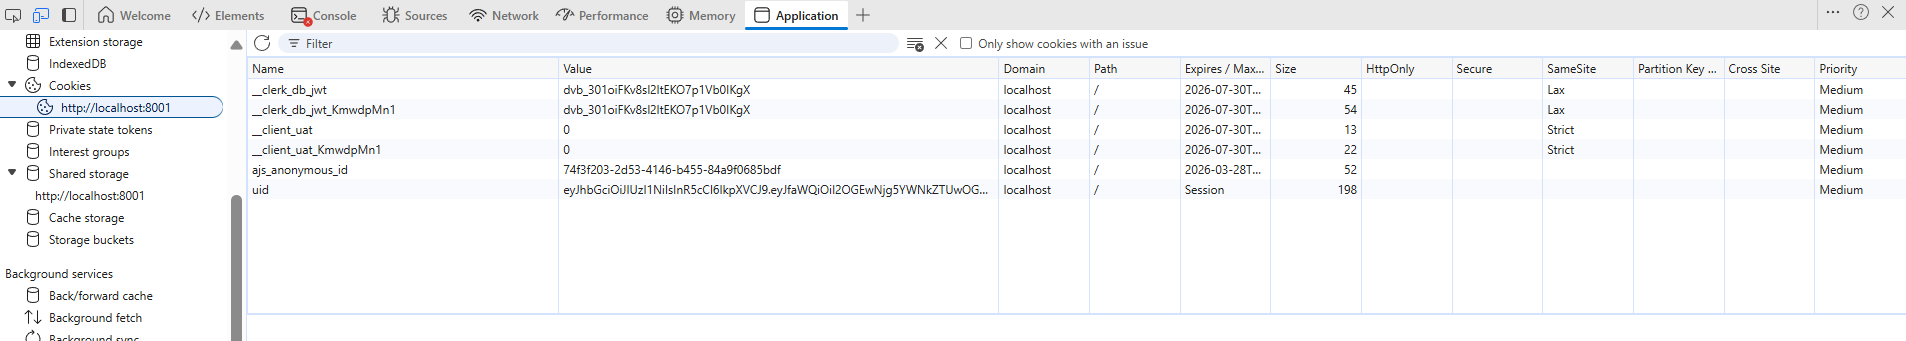 Welcome Elements Console Sources Network Performance Memory Application
Extension storage
IndexedDB
Cookies
http://localhost:8001
Private state tokens
Interest groups
Shared storage
http://localhost:8001
Cache storage
Storage buckets
Background services
Back/forward cache
Background fetch
Background sync
Filter Only show cookies with an issue
Name Value Domain Path Expires / Max... Size HttpOnly Secure SameSite Partition Key ... Cross Site Priority
__clerk_db_jwt dvb_301oiFKv8sl2ltEKO7p1Vb0lKgX localhost / 2026-07-30T... 45 Lax Medium
__clerk_db_jwt_KmwdpMn1 dvb_301oiFKv8sl2ltEKO7p1Vb0lKgX localhost / 2026-07-30T... 54 Lax Medium
__client_uat 0 localhost / 2026-07-30T... 13 Strict Medium
__client_uat_KmwdpMn1 0 localhost / 2026-07-30T... 22 Strict Medium
ajs_anonymous_id 74f3f203-2d53-4146-b455-84a9f0685bdf localhost / 2026-03-28T... 52 Medium
uid eyJhbGciOiJIUzI1NiIsInR5cCI6IkpXVCJ9.eyJfaWQiOiI2OGEwNjg5YWNkZTUwOG... localhost / Session 198 Medium